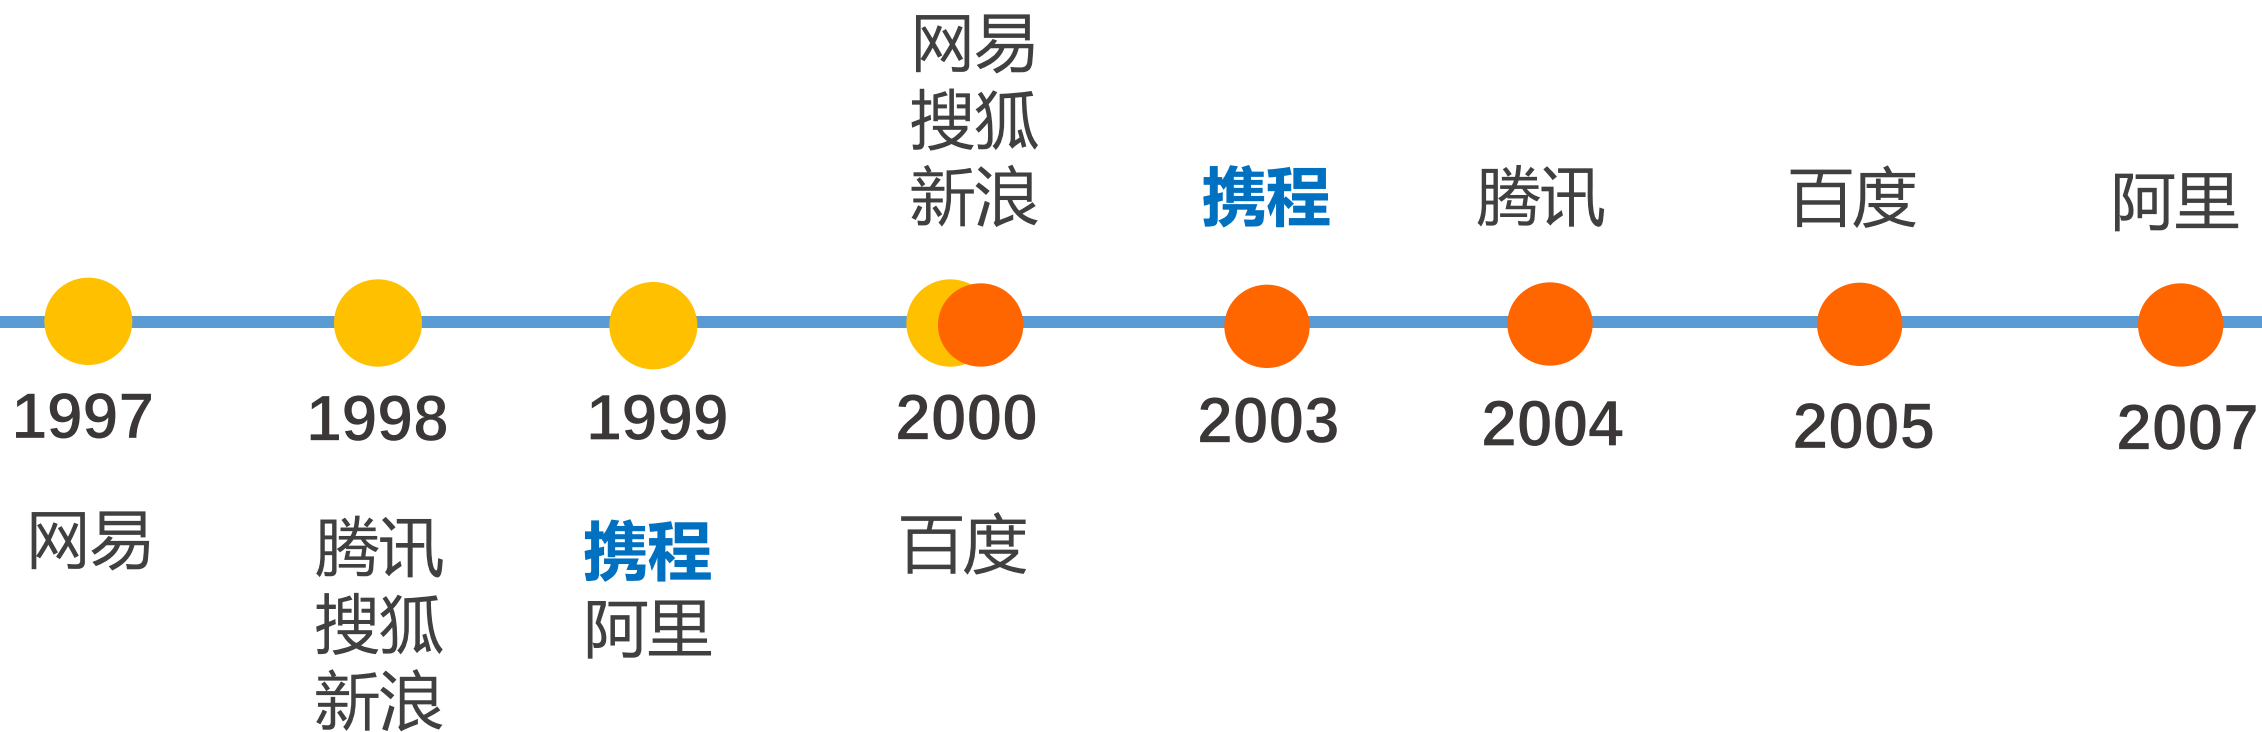 网易
搜狐
新浪
携程
腾讯
百度
阿里
1997
1998
1999
2000
2003
2004
2005
2007
网易
腾讯
搜狐
新浪
携程
阿里
百度